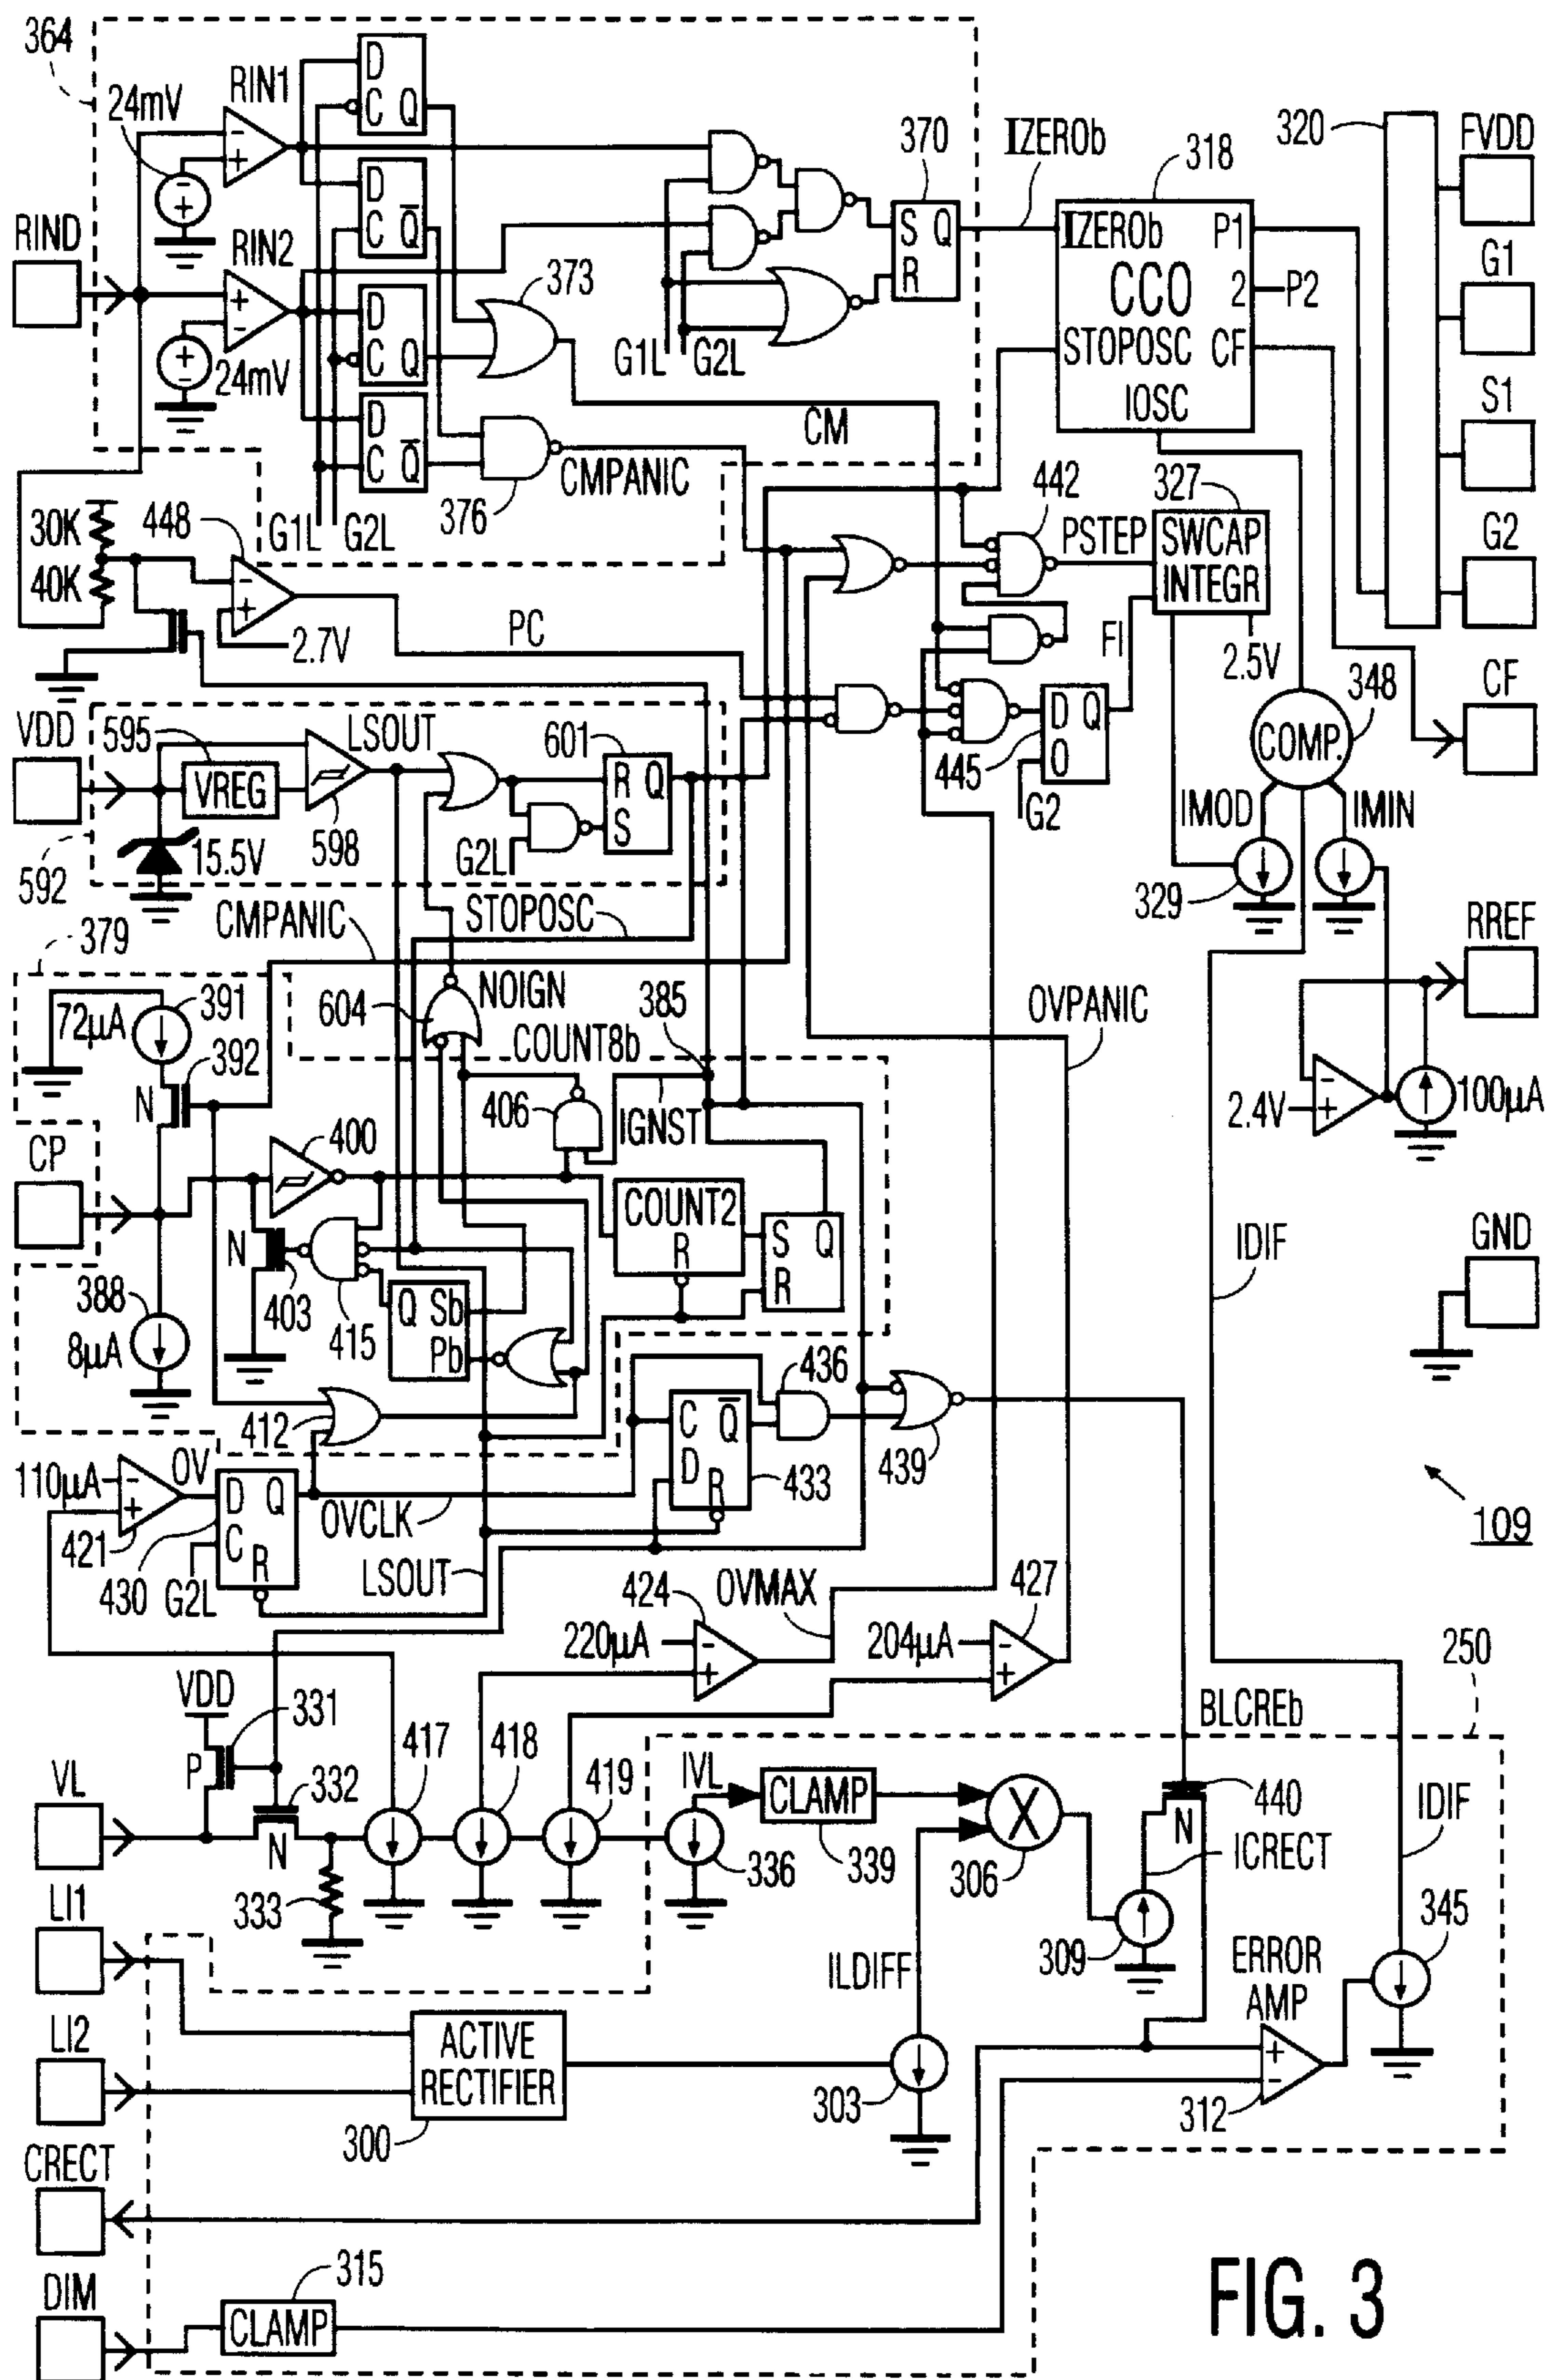 364
24mV
RIN1
D
C Q
D
C Q̅
RIND
RIN2
24mV
D
C Q
D
C Q̅
373
376
G1L G2L
CMPANIC
CM
G1L G2L
370
S Q
R
IZEROb
318
IZEROb P1
CCO
2 P2
STOPOSC CF
IOSC
320
FVDD
G1
S1
G2
CF
30K
40K
448
2.7V
PC
442
PSTEP
327
SWCAP
INTEGR
2.5V
FI
348
COMP.
445
D Q
O
G2
IMOD
IMIN
329
VDD
595
VREG
LSOUT
598
15.5V
592
601
R Q
S
G2L
CMPANIC
STOPOSC
379
72µA
391
392
N
604
NOIGN
COUNT8b
385
406
IGNST
OVPANIC
RREF
2.4V
100µA
CP
400
N
403
415
Q Sb
Pb
COUNT2
R
S Q
R
388
8µA
412
IDIF
GND
436
C Q̅
D
R
433
439
109
110µA
OV
421
430
D Q
C
R
G2L
OVCLK
LSOUT
424
OVMAX
220µA
204µA
427
250
BLCREb
VDD
331
P
VL
332
N
333
417
418
419
IVL
CLAMP
339
336
X
306
440
N
ICRECT
309
IDIF
345
LI1
LI2
ACTIVE
RECTIFIER
300
ILDIFF
303
ERROR
AMP
312
CRECT
DIM
315
CLAMP
FIG. 3
- +
- +
+ -
+ -
- +
- +
- +
- +
- +
+ -